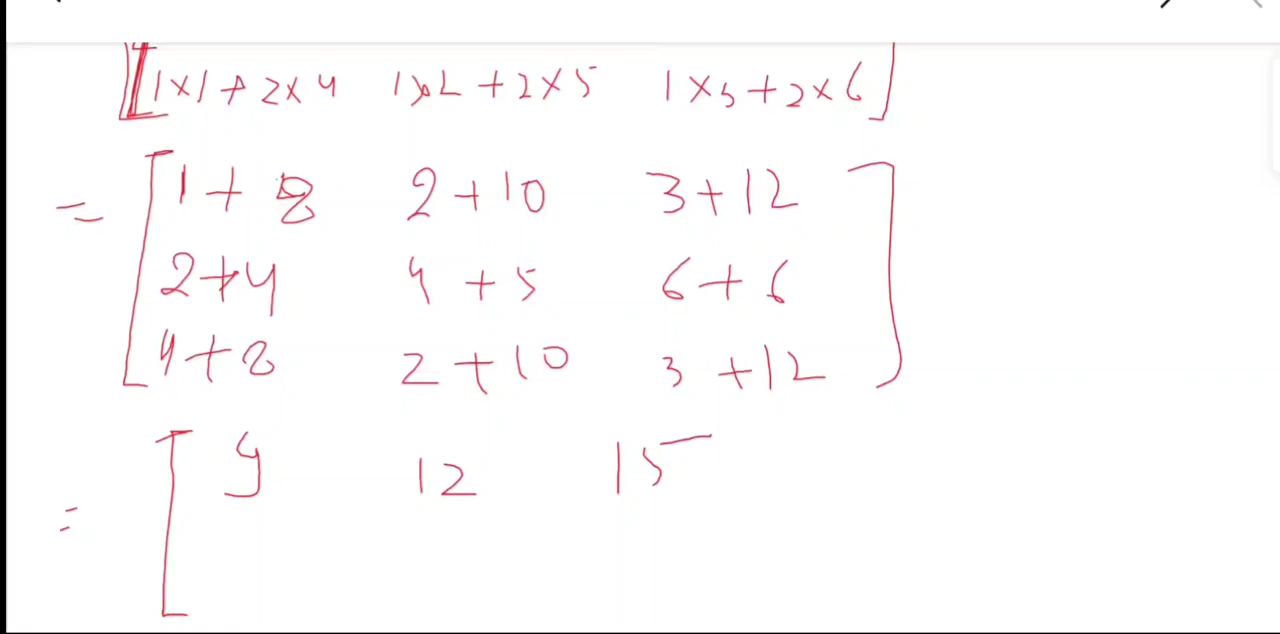 [1×1+2×4 1×2+2×5 1×3+2×6]
= [1+8 2+10 3+12
2+4 4+5 6+6
4+8 2+10 3+12]
= [9 12 15